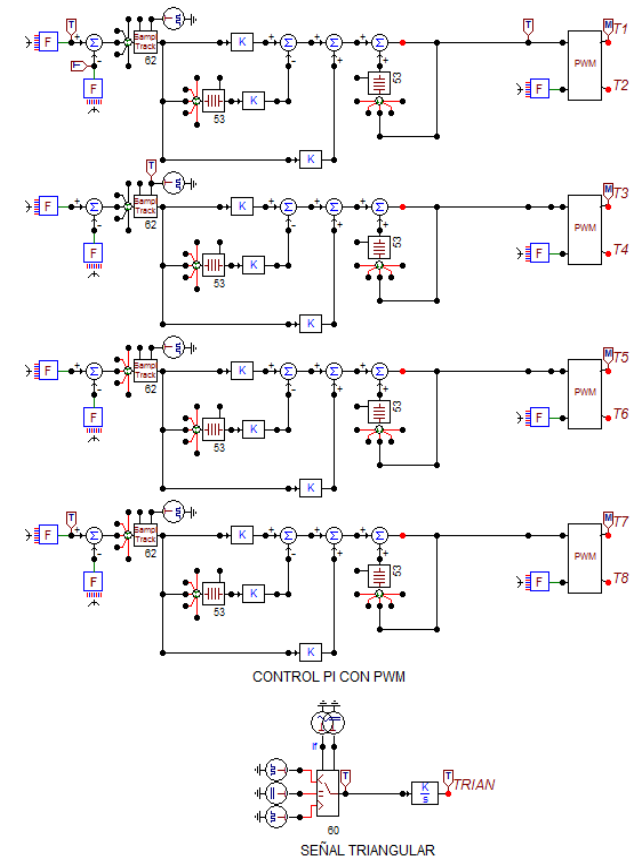 T T M T1
F + Σ Samp Track K + Σ + Σ + Σ PWM
- 62 - + + 53
T
F 53 K F T2
K
T M T3
F + Σ Samp Track K + Σ + Σ + Σ PWM
- 62 - + + 53
F 53 K F T4
K
M T5
F + Σ Samp Track K + Σ + Σ + Σ PWM
- 62 - + + 53
F 53 K F T6
K
T M T7
F + Σ Samp Track K + Σ + Σ + Σ PWM
- 62 - + + 53
F 53 K F T8
K
CONTROL PI CON PWM
If
T T TRIAN
K
s
60
SEÑAL TRIANGULAR